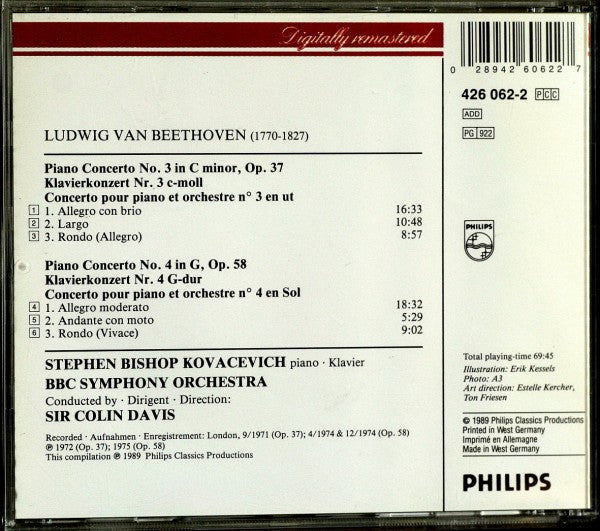 Digitally remastered
LUDWIG VAN BEETHOVEN (1770-1827)
Piano Concerto No. 3 in C minor, Op. 37
Klavierkonzert Nr. 3 c-moll
Concerto pour piano et orchestre n° 3 en ut
1 1. Allegro con brio 16:33
2 2. Largo 10:48
3 3. Rondo (Allegro) 8:57
Piano Concerto No. 4 in G, Op. 58
Klavierkonzert Nr. 4 G-dur
Concerto pour piano et orchestre n° 4 en Sol
4 1. Allegro moderato 18:32
5 2. Andante con moto 5:29
6 3. Rondo (Vivace) 9:02
STEPHEN BISHOP KOVACEVICH piano · Klavier
BBC SYMPHONY ORCHESTRA
Conducted by · Dirigent · Direction:
SIR COLIN DAVIS
Recorded · Aufnahmen · Enregistrement: London, 9/1971 (Op. 37); 4/1974 & 12/1974 (Op. 58)
℗ 1972 (Op. 37); 1975 (Op. 58)
This compilation ℗ 1989 Philips Classics Productions
0 28942 60622 7
426 062-2 PCC
ADD
PG 922
PHILIPS
Total playing-time 69:45
Illustration: Erik Kessels
Photo: A3
Art direction: Estelle Kercher,
Ton Friesen
© 1989 Philips Classics Productions
Printed in West Germany
Imprimé en Allemagne
Made in West Germany
PHILIPS